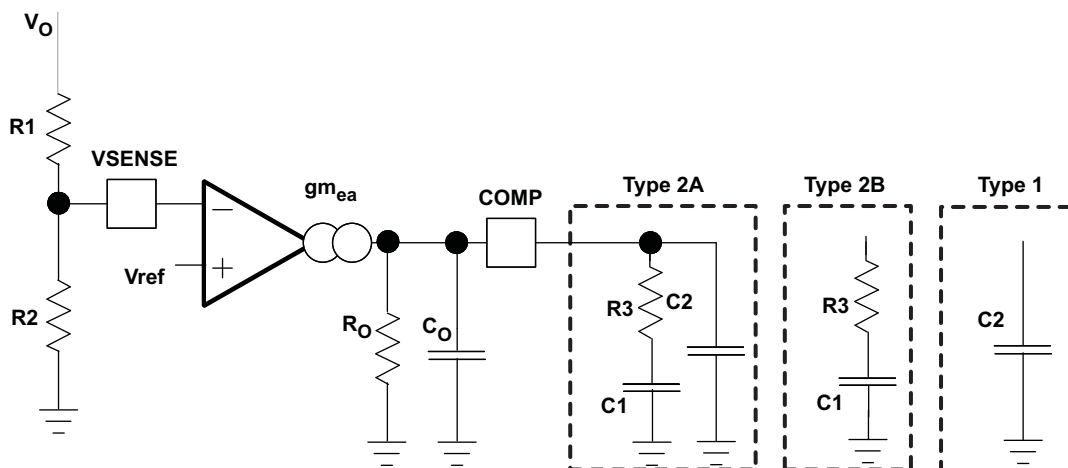 VO
R1
VSENSE
gmea
COMP
Type 2A
Type 2B
Type 1
−
+
Vref
R2
RO
CO
R3
C2
C1
R3
C1
C2